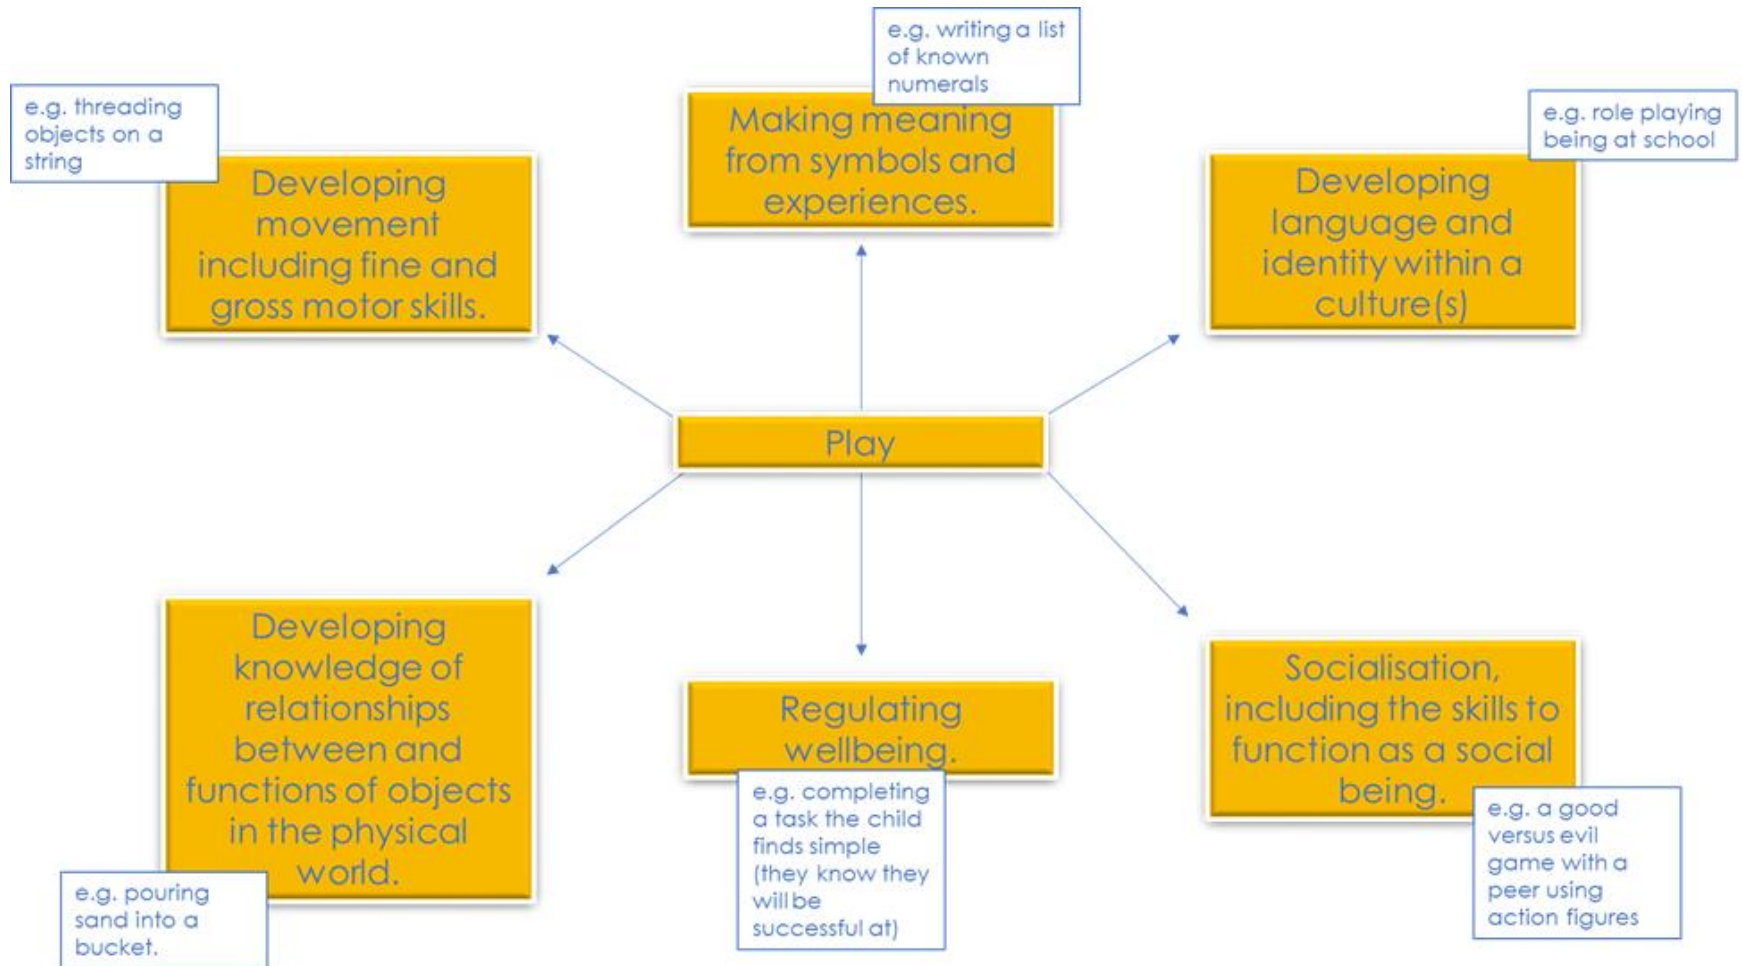 e.g. threading
objects on a
string
Developing
movement
including fine and
gross motor skills.
e.g. writing a list
of known
numerals
Making meaning
from symbols and
experiences.
e.g. role playing
being at school
Developing
language and
identity within a
culture(s)
Play
Developing
knowledge of
relationships
between and
functions of objects
in the physical
world.
e.g. pouring
sand into a
bucket.
Regulating
wellbeing.
e.g. completing
a task the child
finds simple
(they know they
will be
successful at)
Socialisation,
including the skills to
function as a social
being.
e.g. a good
versus evil
game with a
peer using
action figures